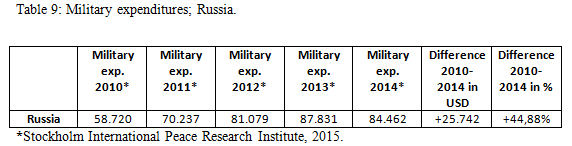 Table 9: Military expenditures; Russia.
Military exp. 2010* Military exp. 2011* Military exp. 2012* Military exp. 2013* Military exp. 2014* Difference 2010-2014 in USD Difference 2010-2014 in %
Russia 58.720 70.237 81.079 87.831 84.462 +25.742 +44,88%
*Stockholm International Peace Research Institute, 2015.